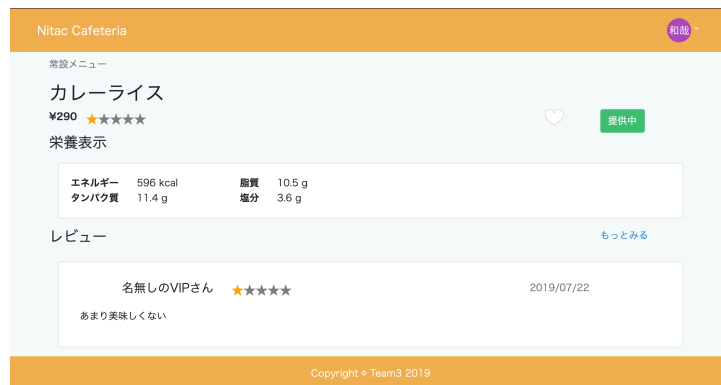 Nitac Cafeteria 和哉
常設メニュー
カレーライス
¥290 ★★★★★ 提供中
栄養表示
エネルギー 596 kcal 脂質 10.5 g
タンパク質 11.4 g 塩分 3.6 g
レビュー もっとみる
名無しのVIPさん ★★★★★ 2019/07/22
あまり美味しくない
Copyright © Team3 2019